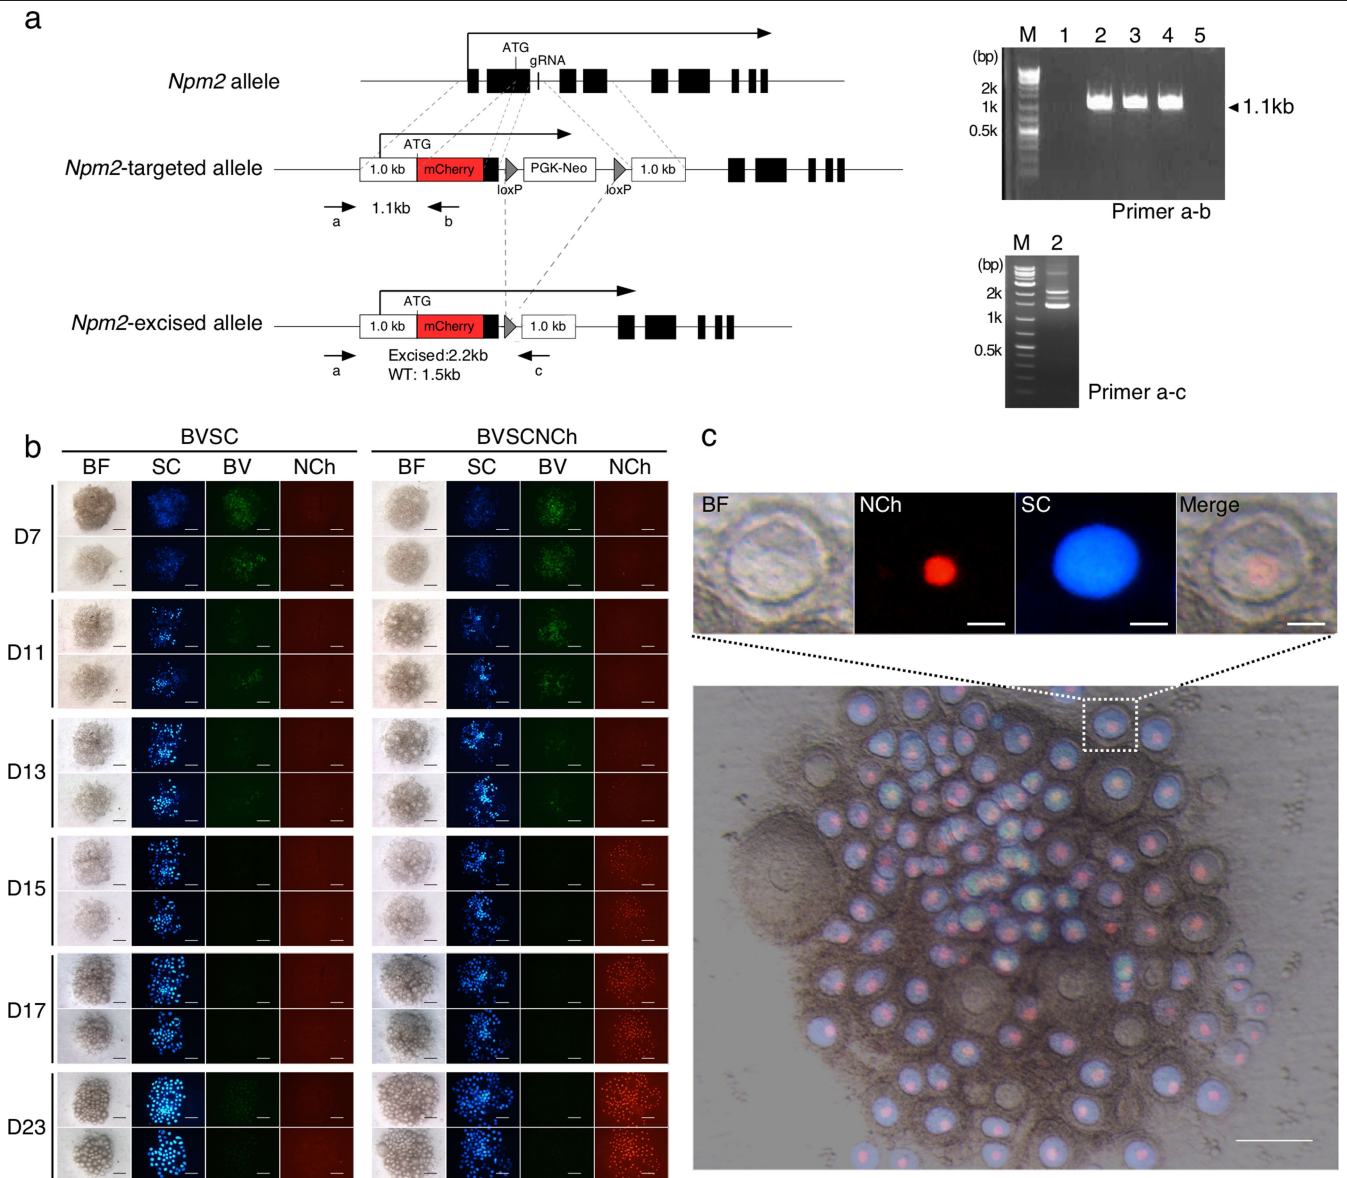 a
ATG
gRNA
Npm2 allele
ATG
Npm2-targeted allele
1.0 kb
mCherry
PGK-Neo
1.0 kb
loxP
loxP
a
1.1kb
b
ATG
Npm2-excised allele
1.0 kb
mCherry
1.0 kb
Excised:2.2kb
WT: 1.5kb
a
c
M 1 2 3 4 5
(bp)
2k
1k
0.5k
1.1kb
Primer a-b
M 2
(bp)
2k
1k
0.5k
Primer a-c
b
BVSC
BVSCNCh
BF SC BV NCh
BF SC BV NCh
D7
D11
D13
D15
D17
D23
c
BF
NCh
SC
Merge